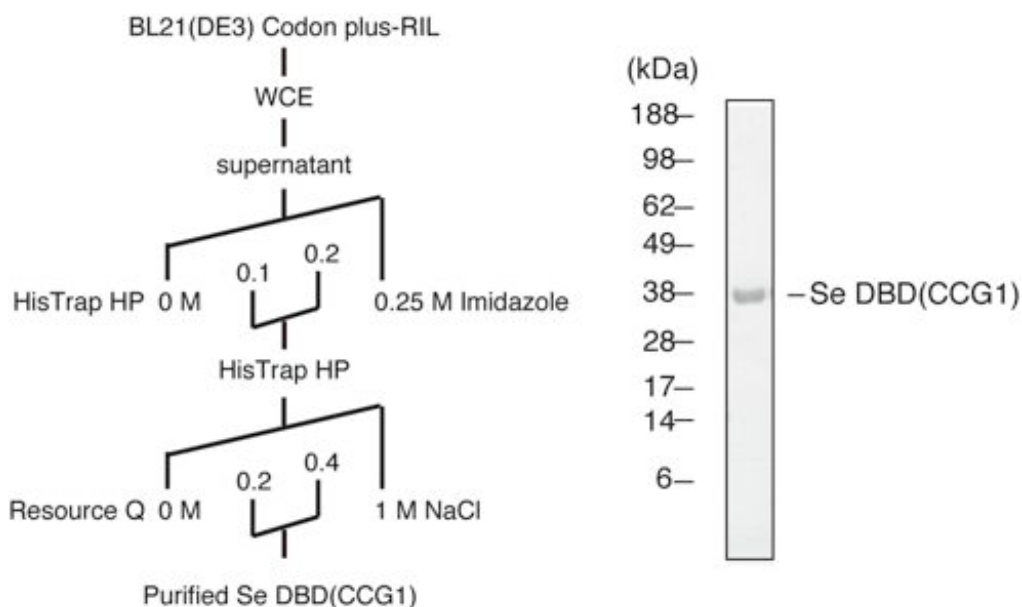 BL21(DE3) Codon plus-RIL
WCE
supernatant
0.1
0.2
HisTrap HP 0 M
0.25 M Imidazole
HisTrap HP
0.2
0.4
Resource Q 0 M
1 M NaCl
Purified Se DBD(CCG1)
(kDa)
188–
98–
62–
49–
38–
–Se DBD(CCG1)
28–
17–
14–
6–